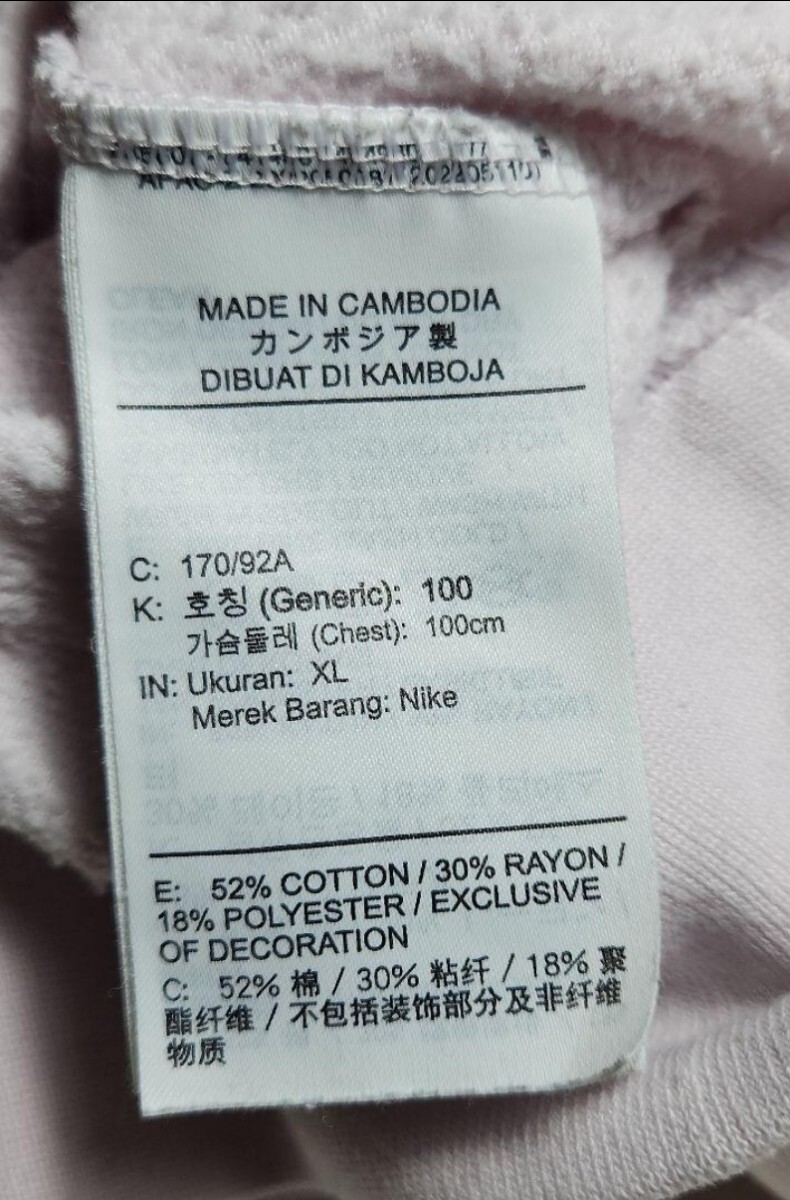 MADE IN CAMBODIA
カンボジア製
DIBUAT DI KAMBOJA
C: 170/92A
K: 호칭 (Generic): 100
가슴둘레 (Chest): 100cm
IN: Ukuran: XL
Merek Barang: Nike
E: 52% COTTON / 30% RAYON /
18% POLYESTER / EXCLUSIVE
OF DECORATION
C: 52% 棉 / 30% 粘纤 / 18% 聚
酯纤维 / 不包括装饰部分及非纤维
物质